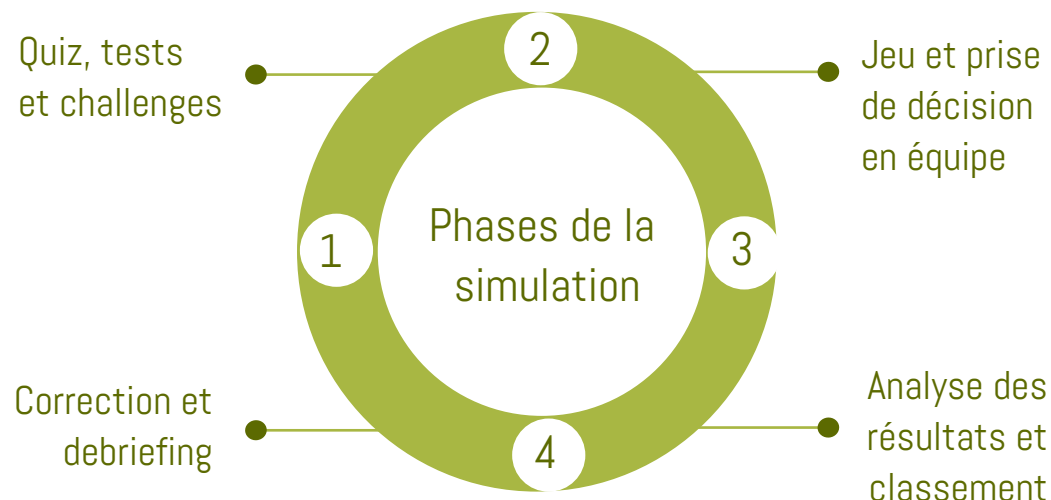 Quiz, tests
et challenges
2
Jeu et prise
de décision
en équipe
1
Phases de la
simulation
3
Correction et
debriefing
4
Analyse des
résultats et
classement